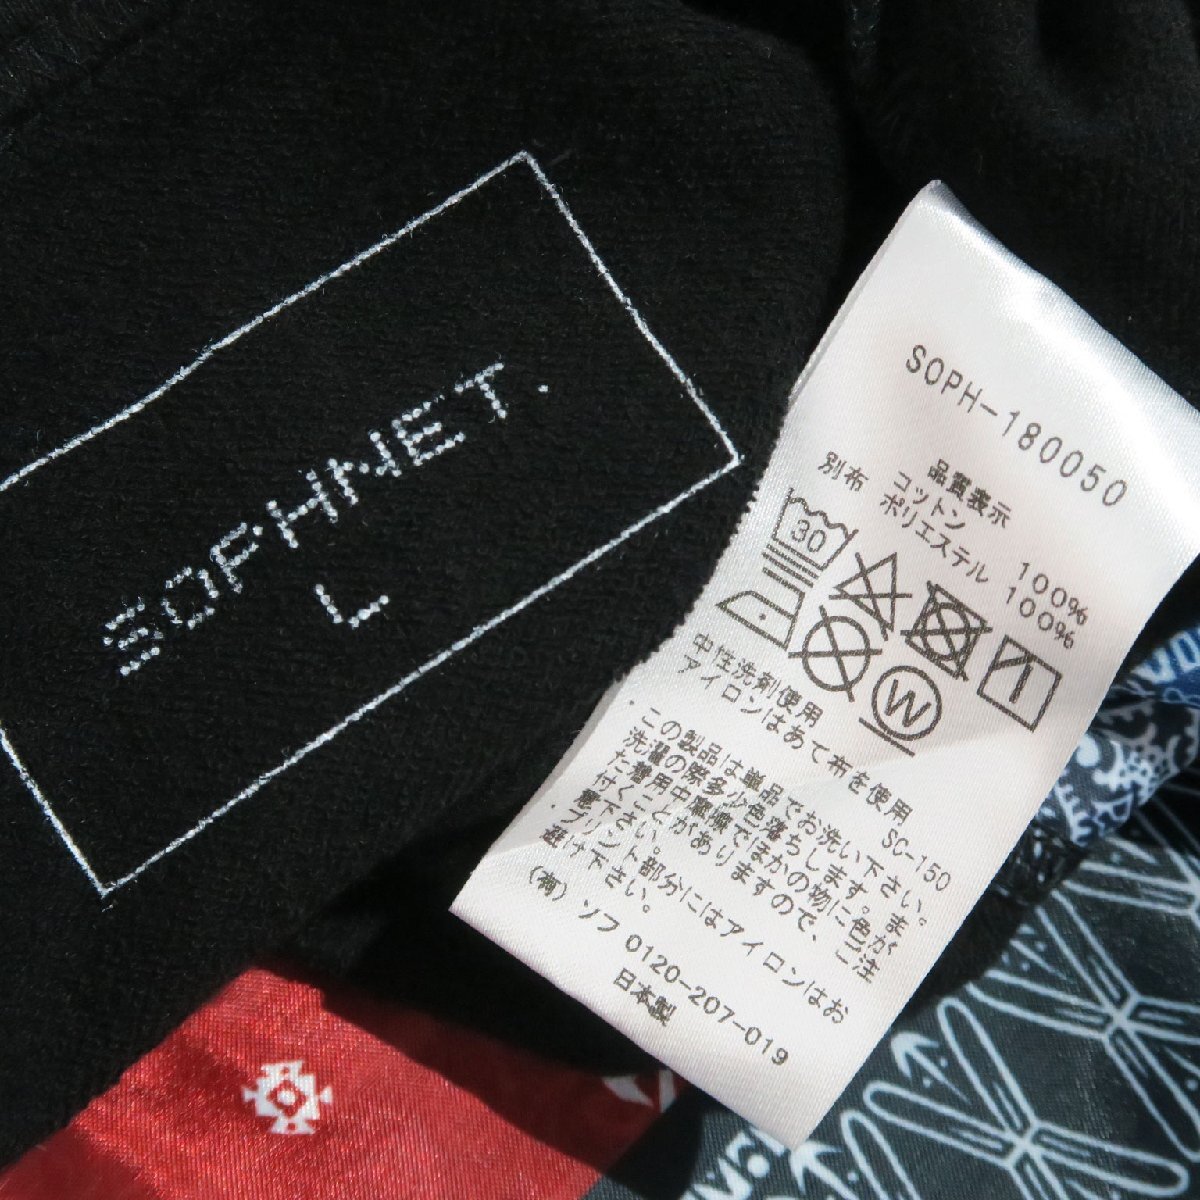 SOPHNET.
L
SOPH-180050
品質表示
コットン 100%
別布 ポリエステル 100%
30
W
中性洗剤使用
アイロンはあて布を使用
SC-150
・この製品は単品でお洗い下さい。
洗濯の際多少色落ちします。ま
た着用中摩擦でほかの物に色が
付くことがありますので、ご注
意下さい。
・プリント部分にはアイロンはお
避け下さい。
(有)ソフ 0120-207-019
日本製